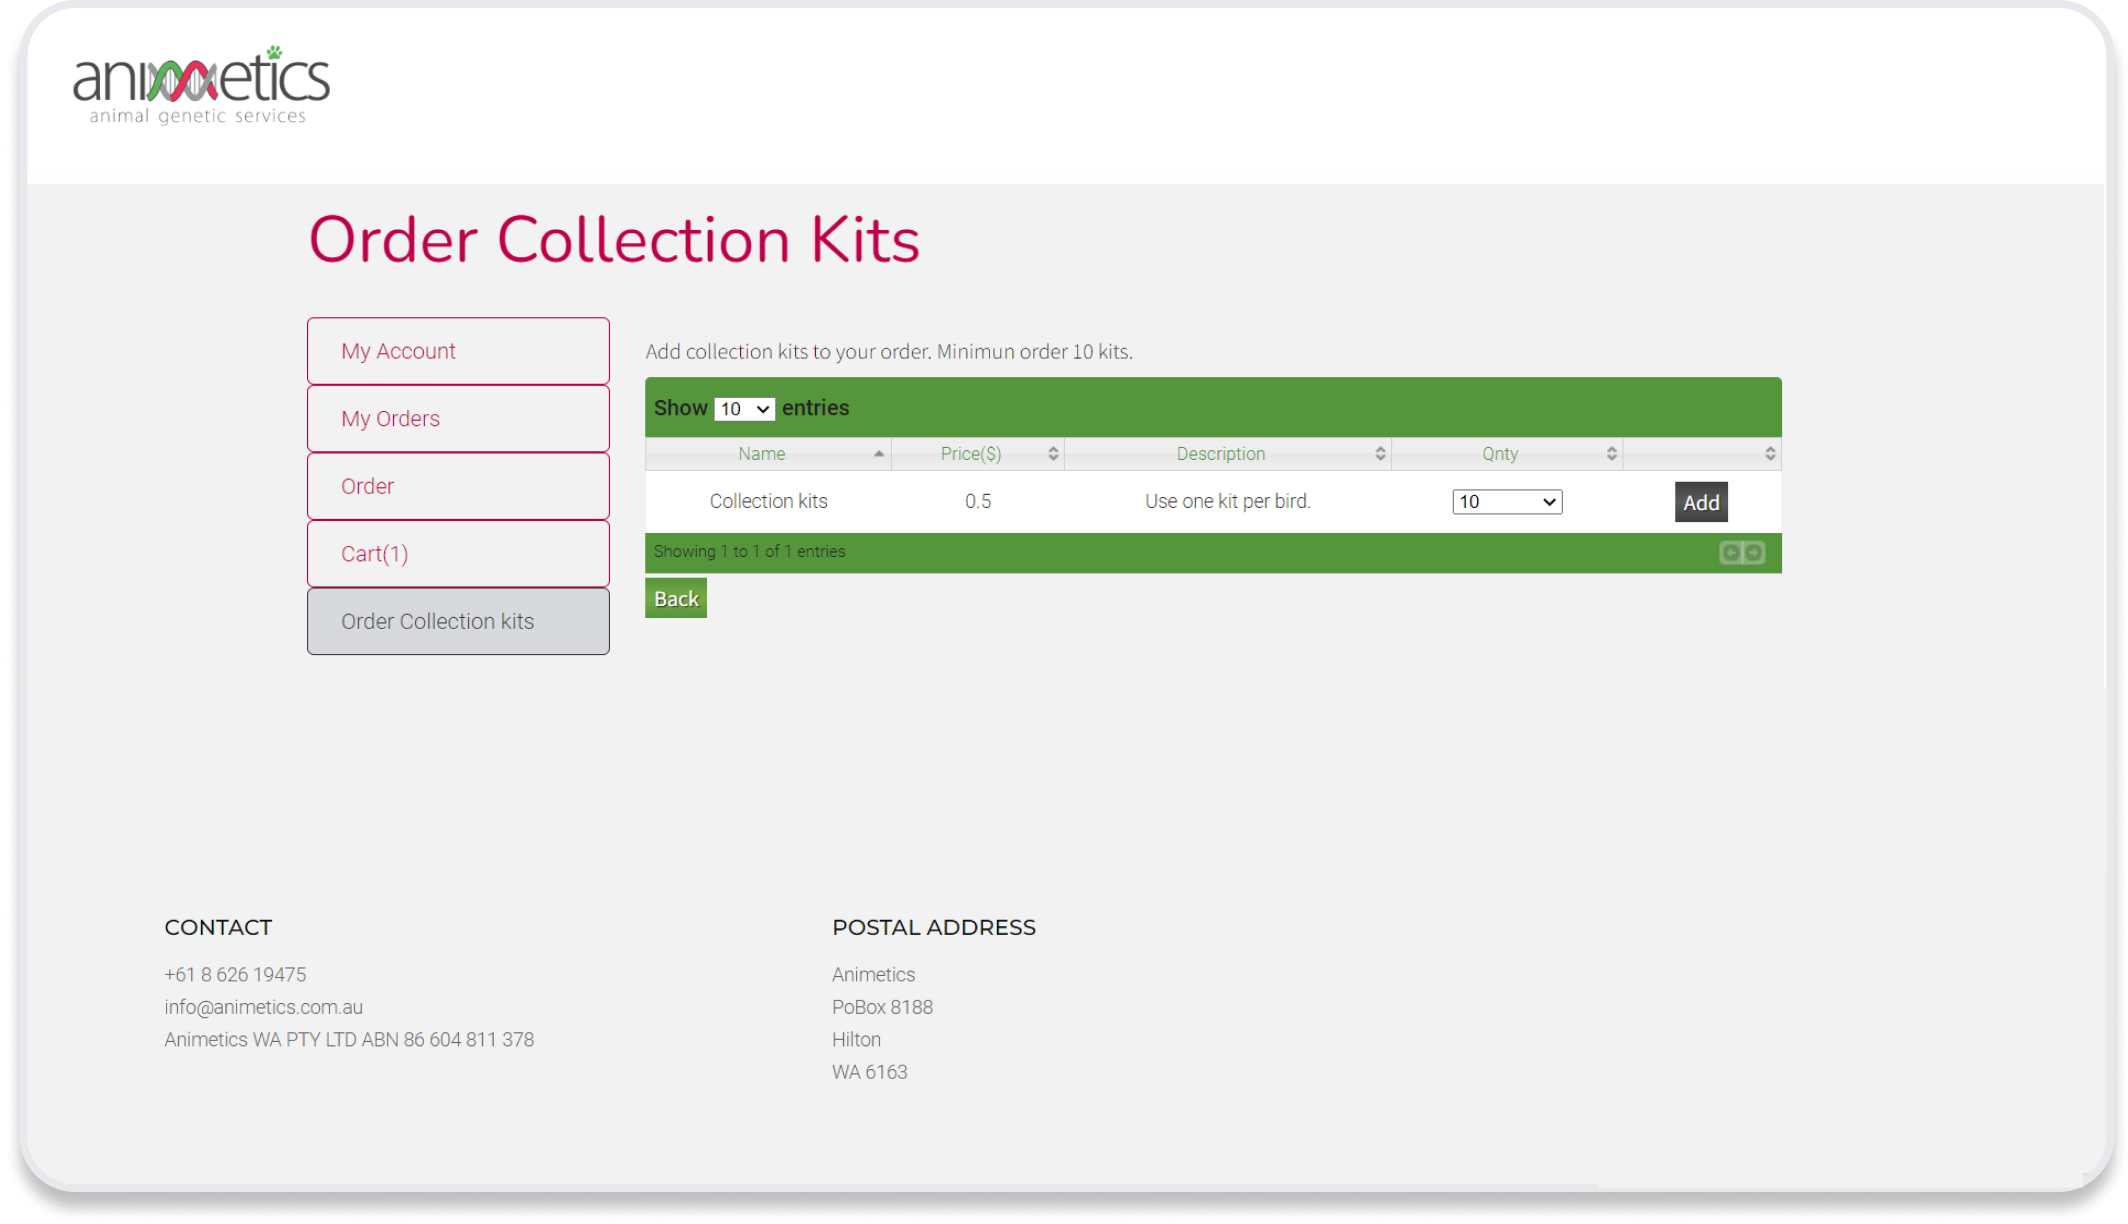 animetics
animal genetic services
Order Collection Kits
My Account
My Orders
Order
Cart(1)
Order Collection kits
Add collection kits to your order. Minimun order 10 kits.
Show 10 entries
Name Price($) Description Qnty
Collection kits 0.5 Use one kit per bird. 10 Add
Showing 1 to 1 of 1 entries
Back
CONTACT
+61 8 626 19475
info@animetics.com.au
Animetics WA PTY LTD ABN 86 604 811 378
POSTAL ADDRESS
Animetics
PoBox 8188
Hilton
WA 6163